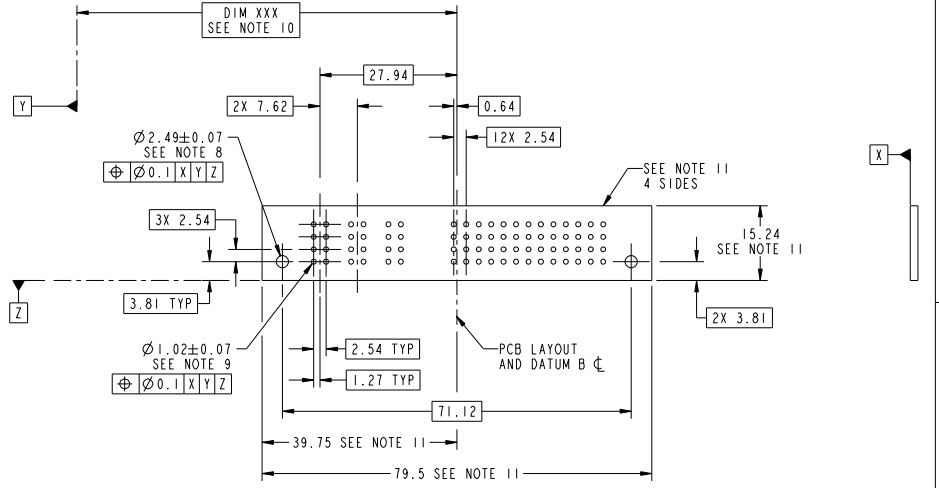 DIM XXX
SEE NOTE 10
27.94
Y
2X 7.62
0.64
Ø2.49±0.07
SEE NOTE 8
⌖ Ø0.1 X Y Z
12X 2.54
X
SEE NOTE 11
4 SIDES
3X 2.54
15.24
SEE NOTE 11
Z
3.81 TYP
2X 3.81
Ø1.02±0.07
SEE NOTE 9
⌖ Ø0.1 X Y Z
2.54 TYP
1.27 TYP
PCB LAYOUT
AND DATUM B ℄
71.12
39.75 SEE NOTE 11
79.5 SEE NOTE 11